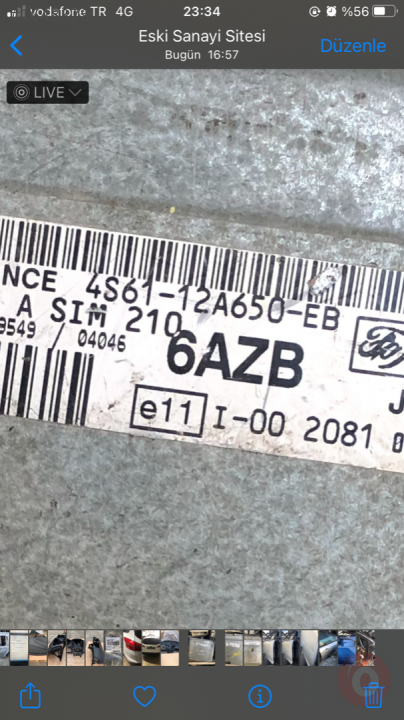 vodafone TR 4G 23:34 %56
Eski Sanayi Sitesi
Bugün 16:57
Düzenle
LIVE
NCE 4S61-12A650-EB
A SIM 210
9549 / 04046
6AZB
e11 I-00 2081